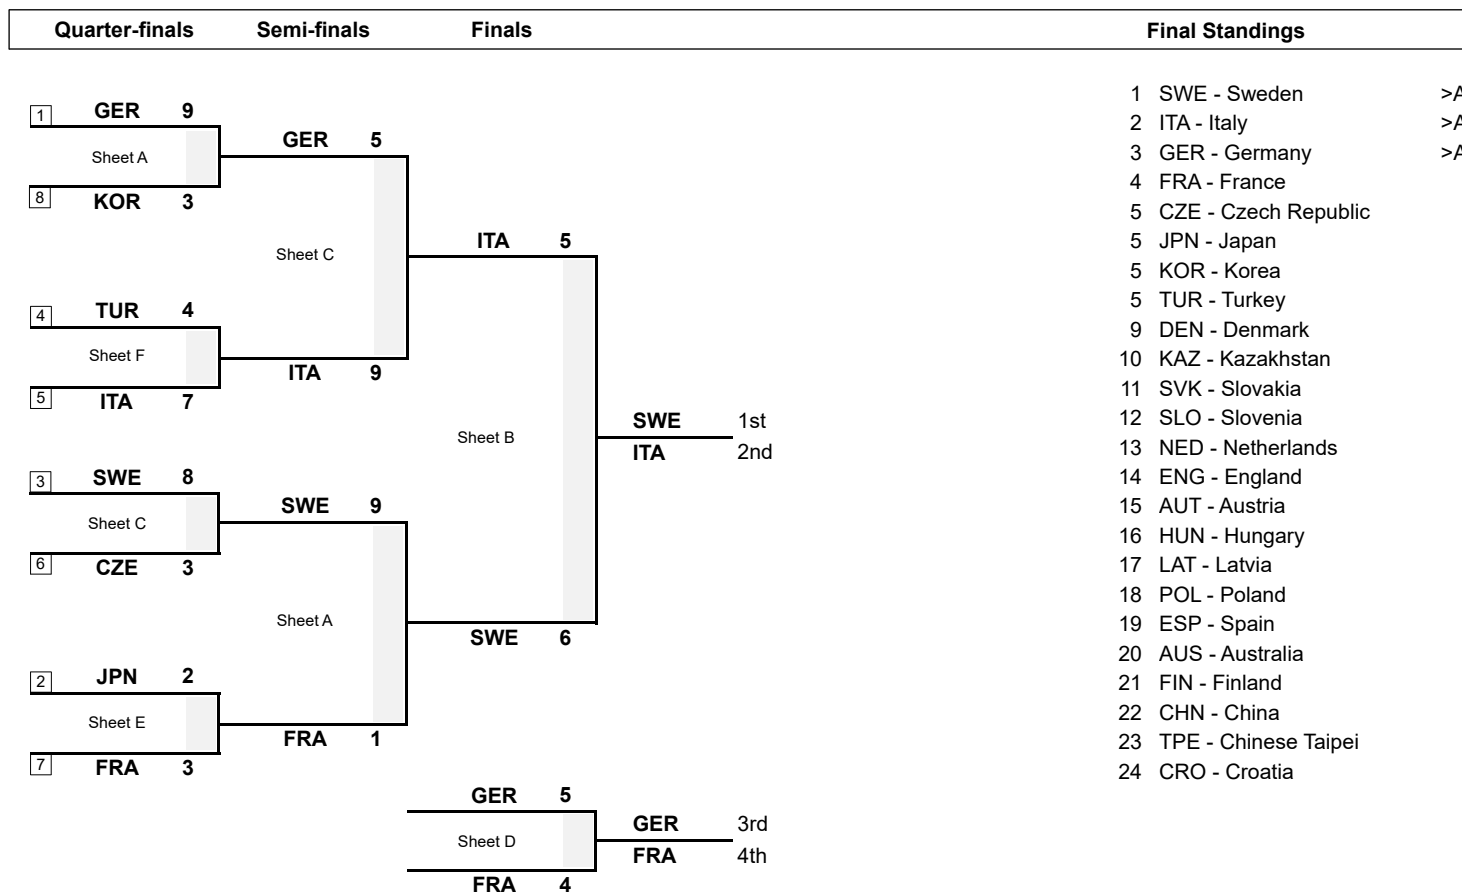 Quarter-finals Semi-finals Finals Final Standings
1 GER 9
Sheet A
8 KOR 3
GER 5
Sheet C
ITA 9
4 TUR 4
Sheet F
5 ITA 7
ITA 5
Sheet B
SWE 6
SWE 1st
ITA 2nd
3 SWE 8
Sheet C
6 CZE 3
SWE 9
Sheet A
FRA 1
2 JPN 2
Sheet E
7 FRA 3
GER 5
Sheet D
FRA 4
GER 3rd
FRA 4th
1 SWE - Sweden >A
2 ITA - Italy >A
3 GER - Germany >A
4 FRA - France
5 CZE - Czech Republic
5 JPN - Japan
5 KOR - Korea
5 TUR - Turkey
9 DEN - Denmark
10 KAZ - Kazakhstan
11 SVK - Slovakia
12 SLO - Slovenia
13 NED - Netherlands
14 ENG - England
15 AUT - Austria
16 HUN - Hungary
17 LAT - Latvia
18 POL - Poland
19 ESP - Spain
20 AUS - Australia
21 FIN - Finland
22 CHN - China
23 TPE - Chinese Taipei
24 CRO - Croatia